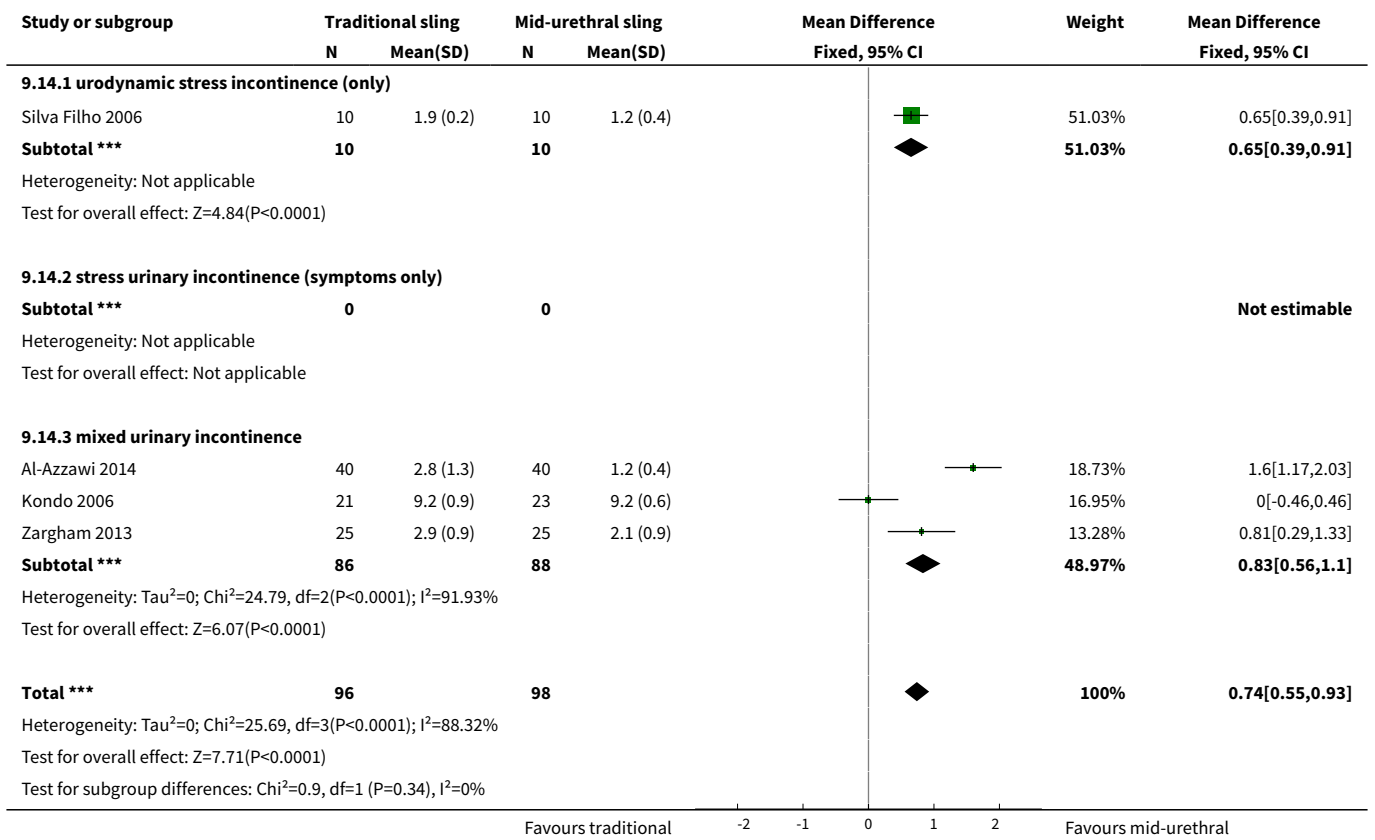 Study or subgroup Traditional sling Mid-urethral sling Mean Difference Weight Mean Difference
N Mean(SD) N Mean(SD) Fixed, 95% CI Fixed, 95% CI
9.14.1 urodynamic stress incontinence (only)
Silva Filho 2006 10 1.9 (0.2) 10 1.2 (0.4) 51.03% 0.65[0.39,0.91]
Subtotal *** 10 10 51.03% 0.65[0.39,0.91]
Heterogeneity: Not applicable
Test for overall effect: Z=4.84(P<0.0001)
9.14.2 stress urinary incontinence (symptoms only)
Subtotal *** 0 0 Not estimable
Heterogeneity: Not applicable
Test for overall effect: Not applicable
9.14.3 mixed urinary incontinence
Al-Azzawi 2014 40 2.8 (1.3) 40 1.2 (0.4) 18.73% 1.6[1.17,2.03]
Kondo 2006 21 9.2 (0.9) 23 9.2 (0.6) 16.95% 0[-0.46,0.46]
Zargham 2013 25 2.9 (0.9) 25 2.1 (0.9) 13.28% 0.81[0.29,1.33]
Subtotal *** 86 88 48.97% 0.83[0.56,1.1]
Heterogeneity: Tau²=0; Chi²=24.79, df=2(P<0.0001); I²=91.93%
Test for overall effect: Z=6.07(P<0.0001)
Total *** 96 98 100% 0.74[0.55,0.93]
Heterogeneity: Tau²=0; Chi²=25.69, df=3(P<0.0001); I²=88.32%
Test for overall effect: Z=7.71(P<0.0001)
Test for subgroup differences: Chi²=0.9, df=1 (P=0.34), I²=0%
Favours traditional -2 -1 0 1 2 Favours mid-urethral